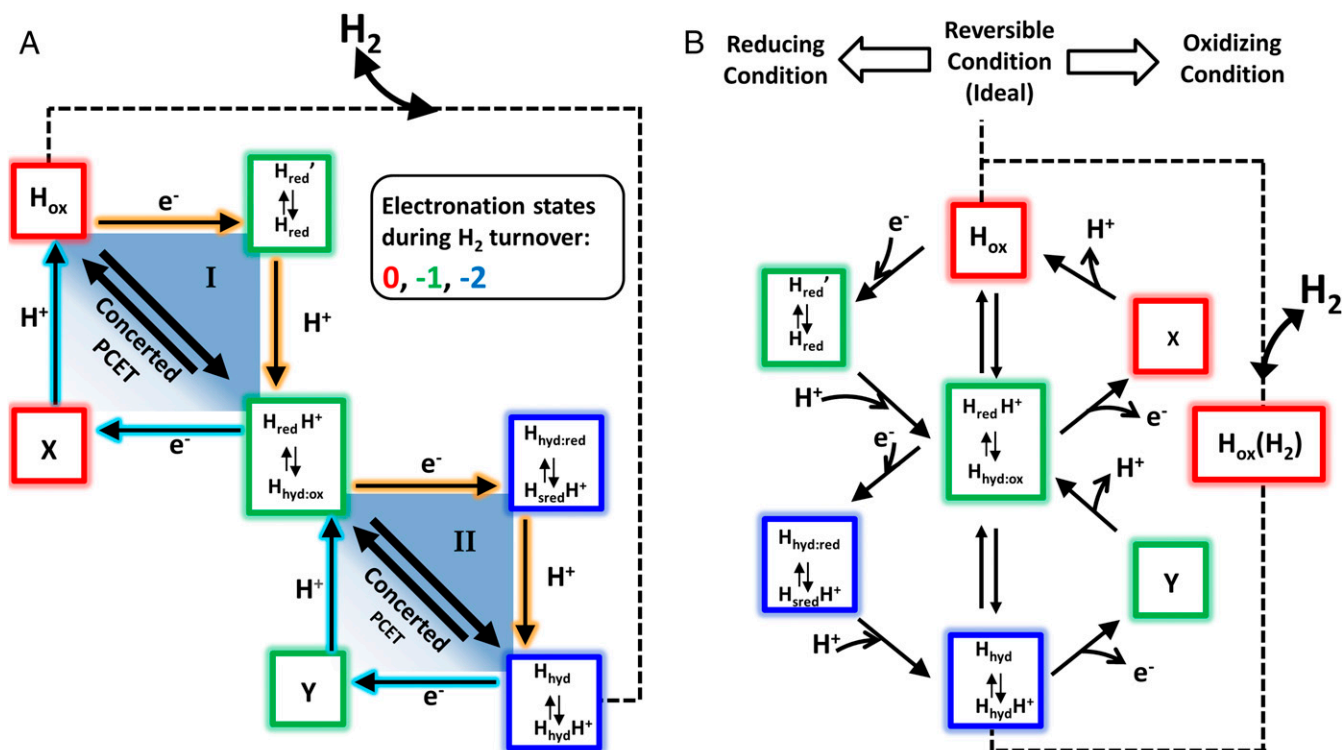 A
H2
Hox
e-
Hred'
Hred
Electronation states
during H2 turnover:
0, -1, -2
I
H+
H+
Concerted
PCET
X
e-
Hred H+
Hhyd:ox
e-
Hhyd:red
HsredH+
II
H+
H+
Concerted
PCET
Y
e-
Hhyd
HhydH+
B
Reducing
Condition
Reversible
Condition
(Ideal)
Oxidizing
Condition
e-
Hox
H+
Hred'
Hred
X
H2
H+
e-
Hred H+
Hhyd:ox
e-
Hox(H2)
H+
Hhyd:red
HsredH+
Y
H+
Hhyd
HhydH+
e-